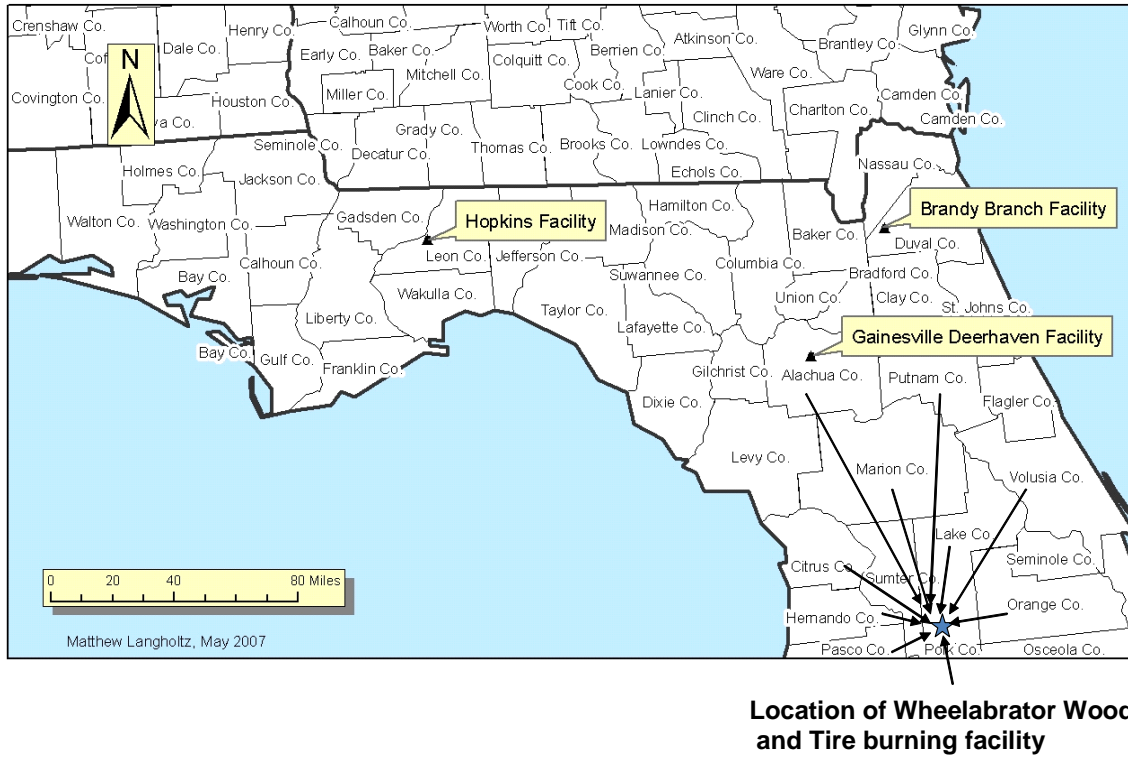 Crenshaw Co.
Henry Co.
Calhoun Co.
Worth Co.
Tift Co.
Glynn Co.
N
Dale Co.
Early Co.
Baker Co.
Berrien Co.
Atkinson Co.
Brantley Co.
Cof
Mitchell Co.
Colquitt Co.
Ware Co.
Covington Co.
Houston Co.
Miller Co.
Cook Co.
Lanier Co.
Camden Co.
va Co.
Charlton Co.
Clinch Co.
Camden Co.
Seminole Co.
Grady Co.
Decatur Co.
Thomas Co.
Brooks Co.
Lowndes Co.
Holmes Co.
Jackson Co.
Echols Co.
Nassau Co.
Walton Co.
Washington Co.
Gadsden Co.
Hopkins Facility
Hamilton Co.
Brandy Branch Facility
Madison Co.
Baker Co.
Duval Co.
Bay Co.
Calhoun Co.
Leon Co.
Jefferson Co.
Suwannee Co.
Columbia Co.
Bradford Co.
Wakulla Co.
Union Co.
Clay Co.
St. Johns Co.
Liberty Co.
Taylor Co.
Lafayette Co.
Gainesville Deerhaven Facility
Bay Co.
Gulf Co.
Franklin Co.
Gilchrist Co.
Alachua Co.
Putnam Co.
Dixie Co.
Flagler Co.
Levy Co.
Marion Co.
Volusia Co.
Lake Co.
Seminole Co.
Citrus Co.
Sumter Co.
0 20 40 80 Miles
Hernando Co.
Orange Co.
Matthew Langholtz, May 2007
Pasco Co.
Polk Co.
Osceola Co.
Location of Wheelabrator Wood
and Tire burning facility